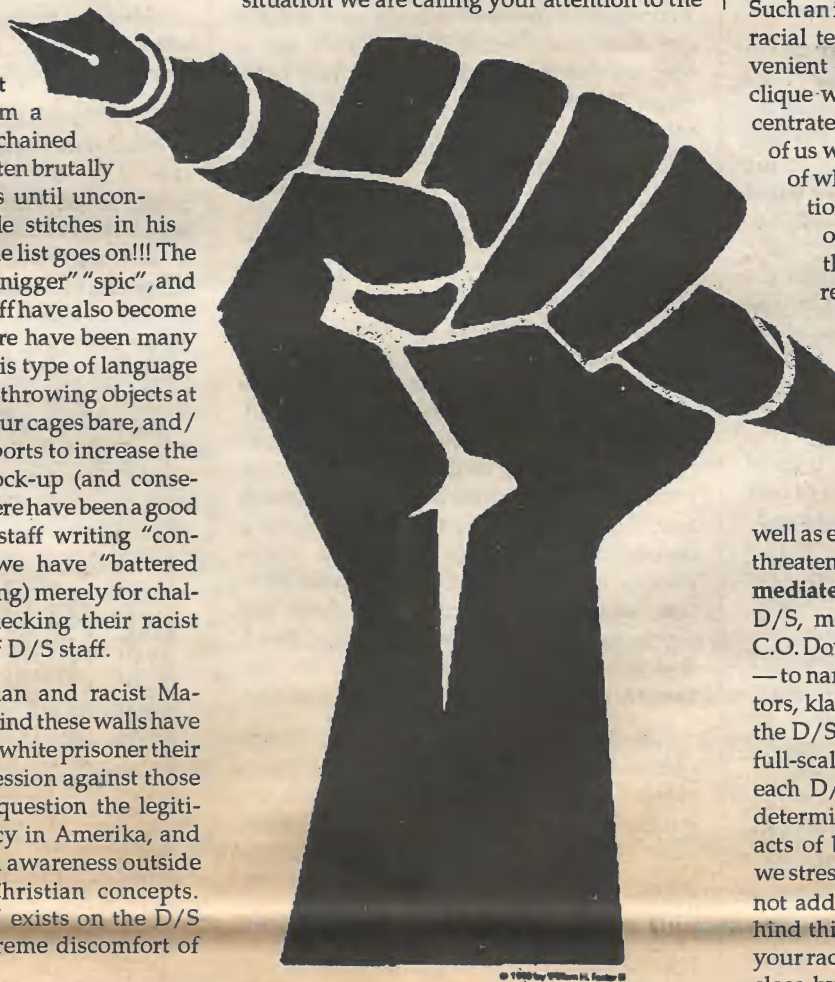 situation we are calling your attention to the
t
m a
chained
ten brutally
s until uncon-
le stitches in his
e list goes on!!! The
nigger" "spic", and
ff have also become
re have been many
is type of language
throwing objects at
ur cages bare, and/
ports to increase the
ock-up (and conse-
ere have been a good
staff writing "con-
we have "battered
ng) merely for chal-
ecking their racist
f D/S staff.
an and racist Ma-
ind these walls have
white prisoner their
ession against those
question the legiti-
cy in Amerika, and
awareness outside
Christian concepts.
exists on the D/S
reme discomfort of
© by William H. Foster
Such an i
racial te
venient
clique w
centrate
of us w
of wh
tio
o
th
re
well as e
threaten
mediate
D/S, m
C.O. Do
— to nar
tors, kla
the D/S
full-scal
each D/
determi
acts of b
we stres
not add
hind thi
your rac